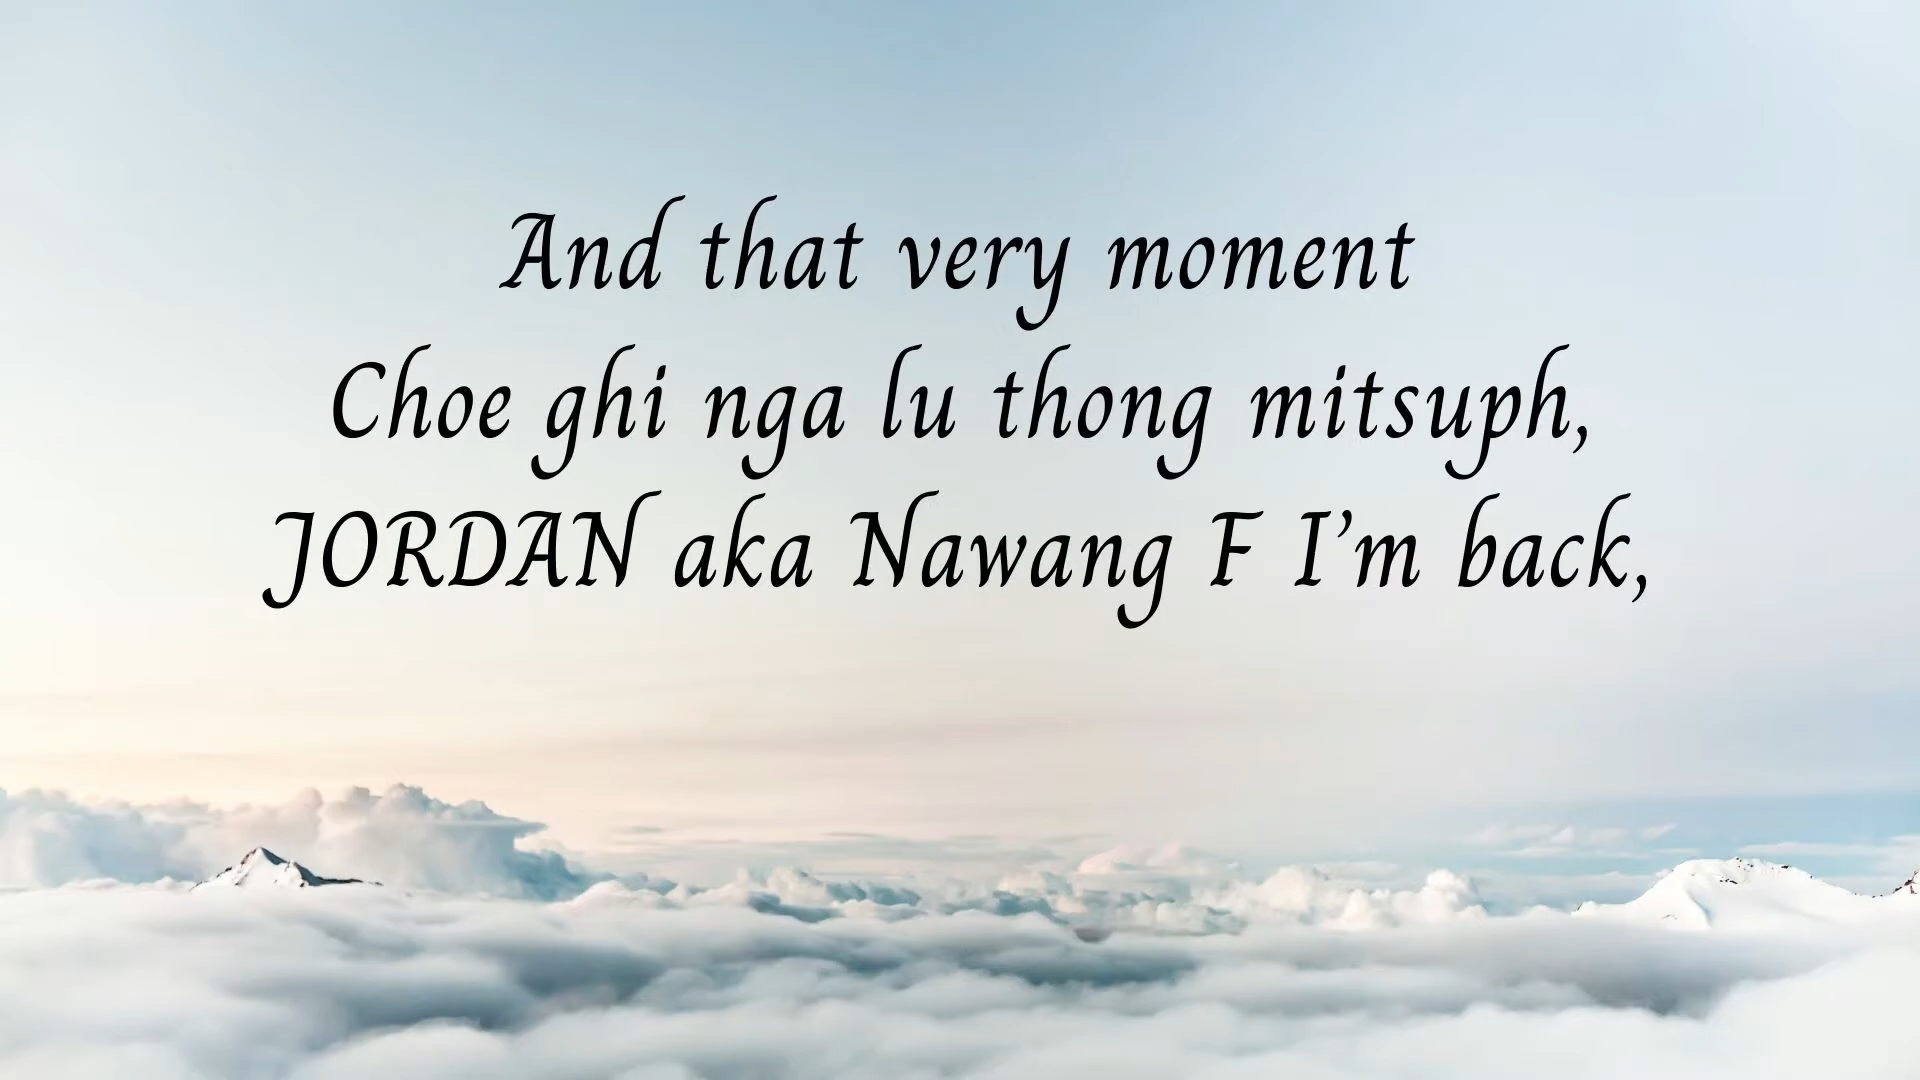 And that very moment
Choe ghi nga lu thong mitsuph,
JORDAN aka Nawang F I'm back,